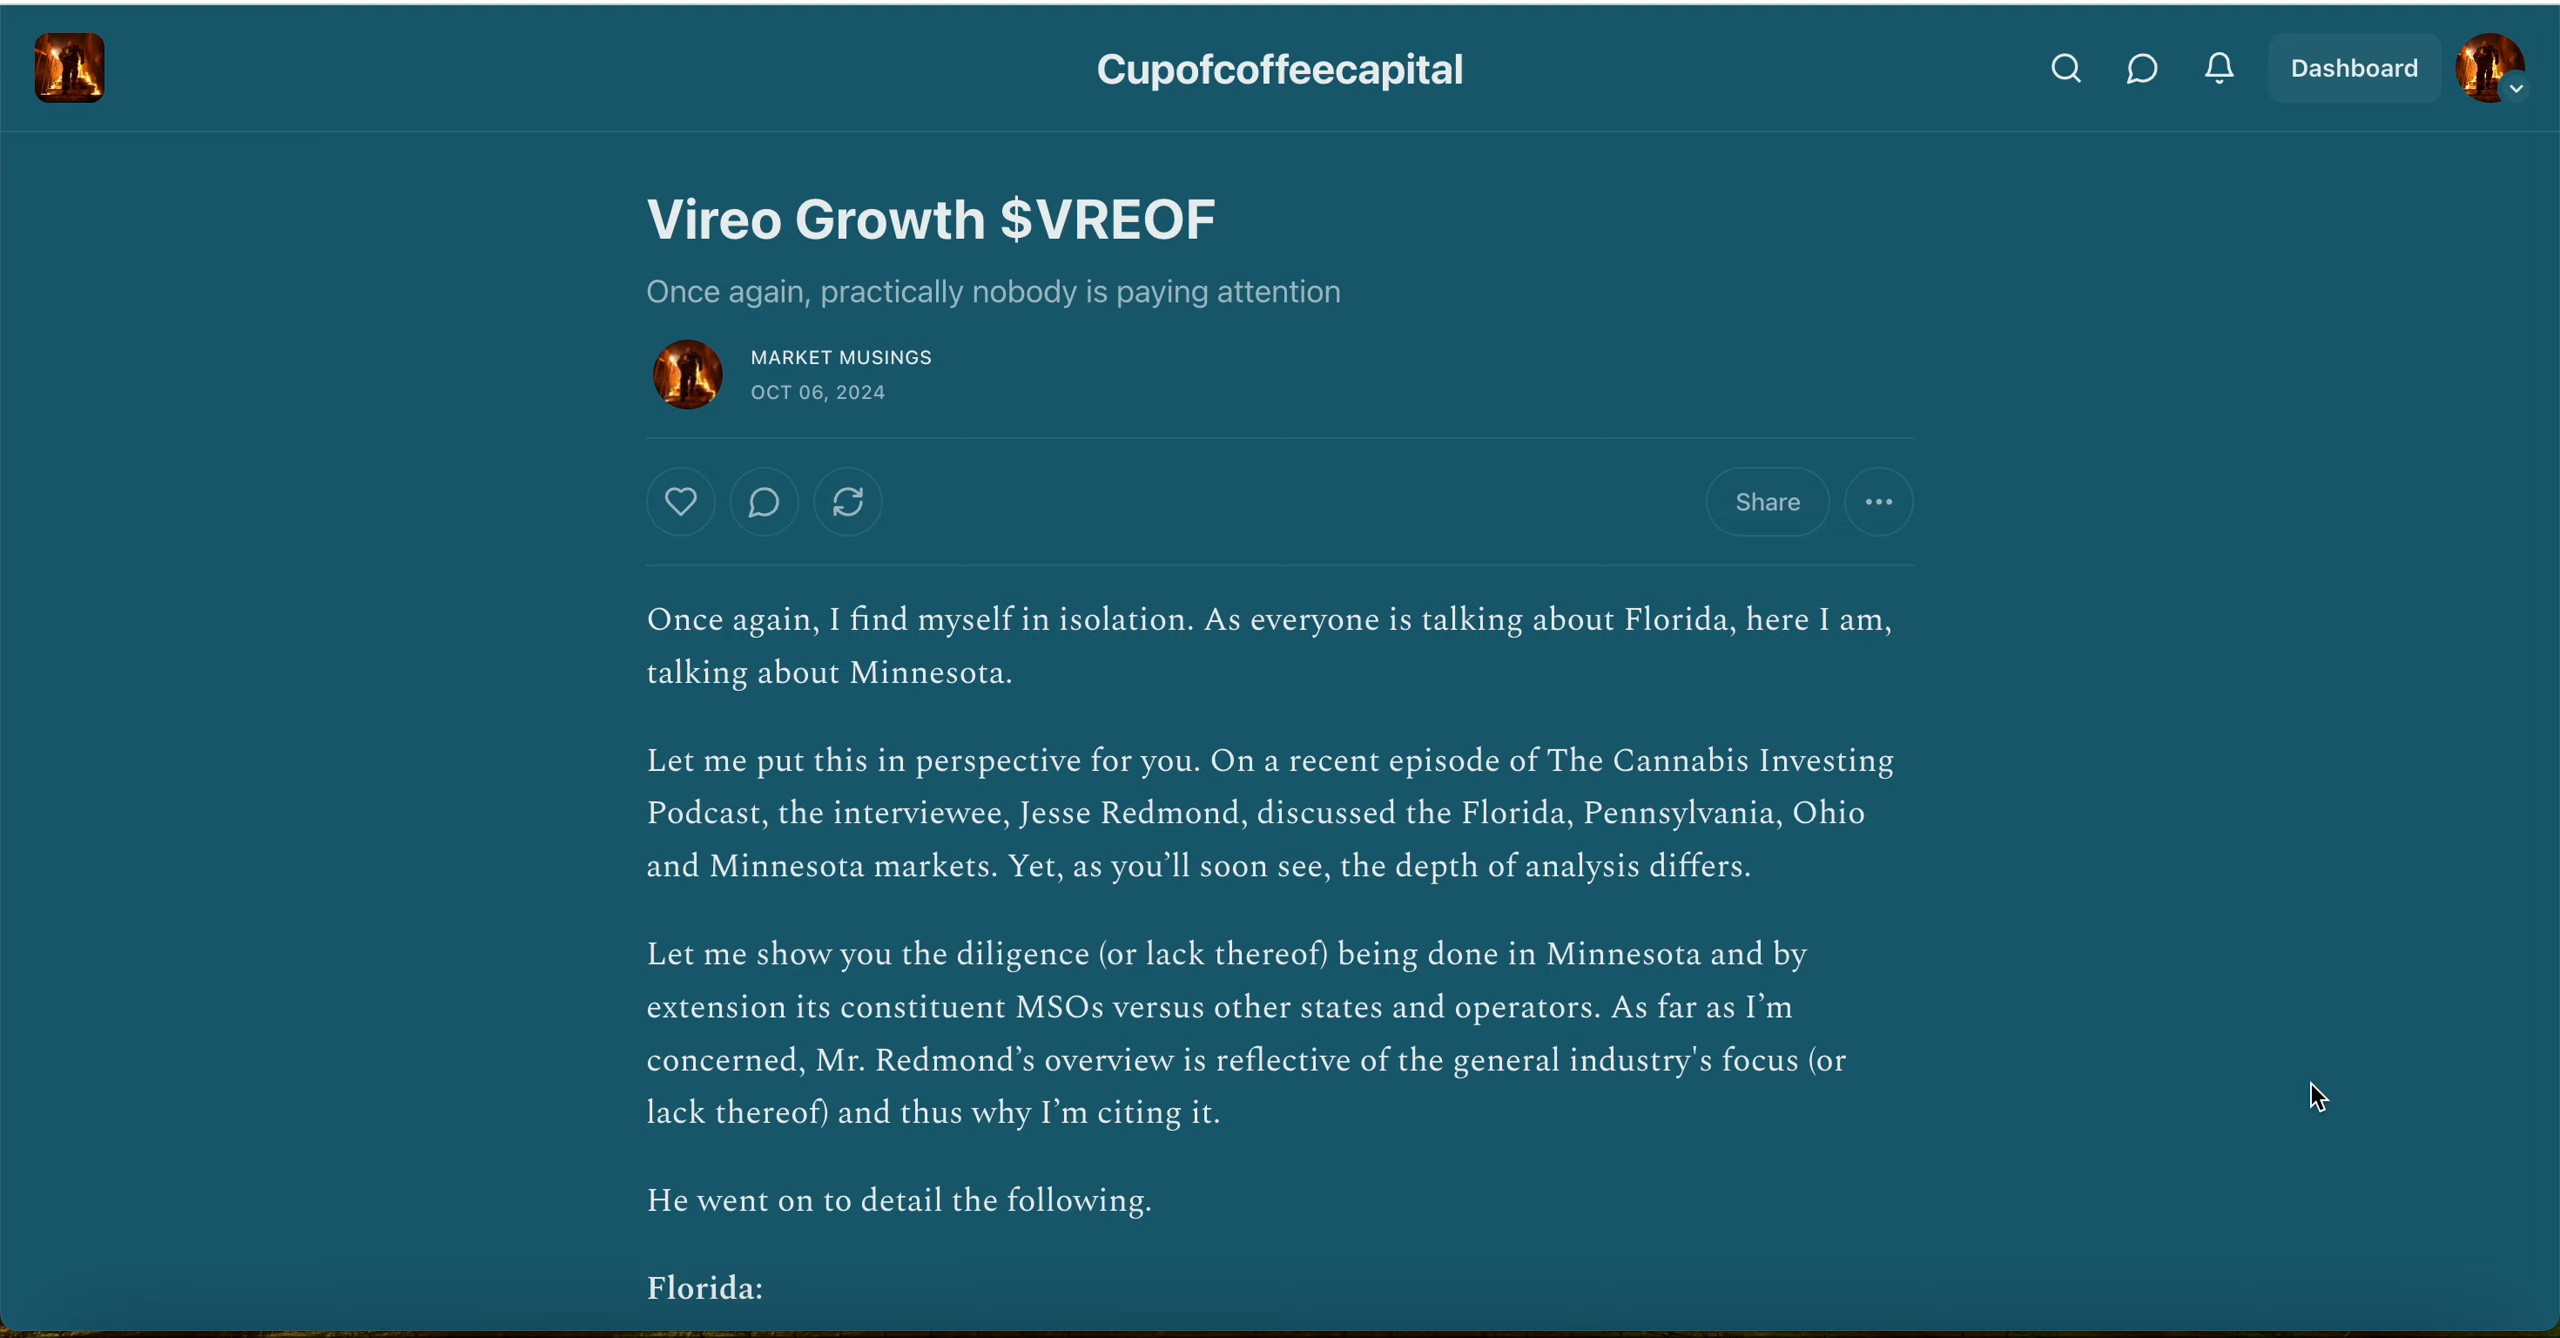 Cupofcoffeecapital
Dashboard
Vireo Growth $VREOF
Once again, practically nobody is paying attention
MARKET MUSINGS
OCT 06, 2024
Share
Once again, I find myself in isolation. As everyone is talking about Florida, here I am,
talking about Minnesota.
Let me put this in perspective for you. On a recent episode of The Cannabis Investing
Podcast, the interviewee, Jesse Redmond, discussed the Florida, Pennsylvania, Ohio
and Minnesota markets. Yet, as you’ll soon see, the depth of analysis differs.
Let me show you the diligence (or lack thereof) being done in Minnesota and by
extension its constituent MSOs versus other states and operators. As far as I’m
concerned, Mr. Redmond’s overview is reflective of the general industry's focus (or
lack thereof) and thus why I’m citing it.
He went on to detail the following.
Florida: